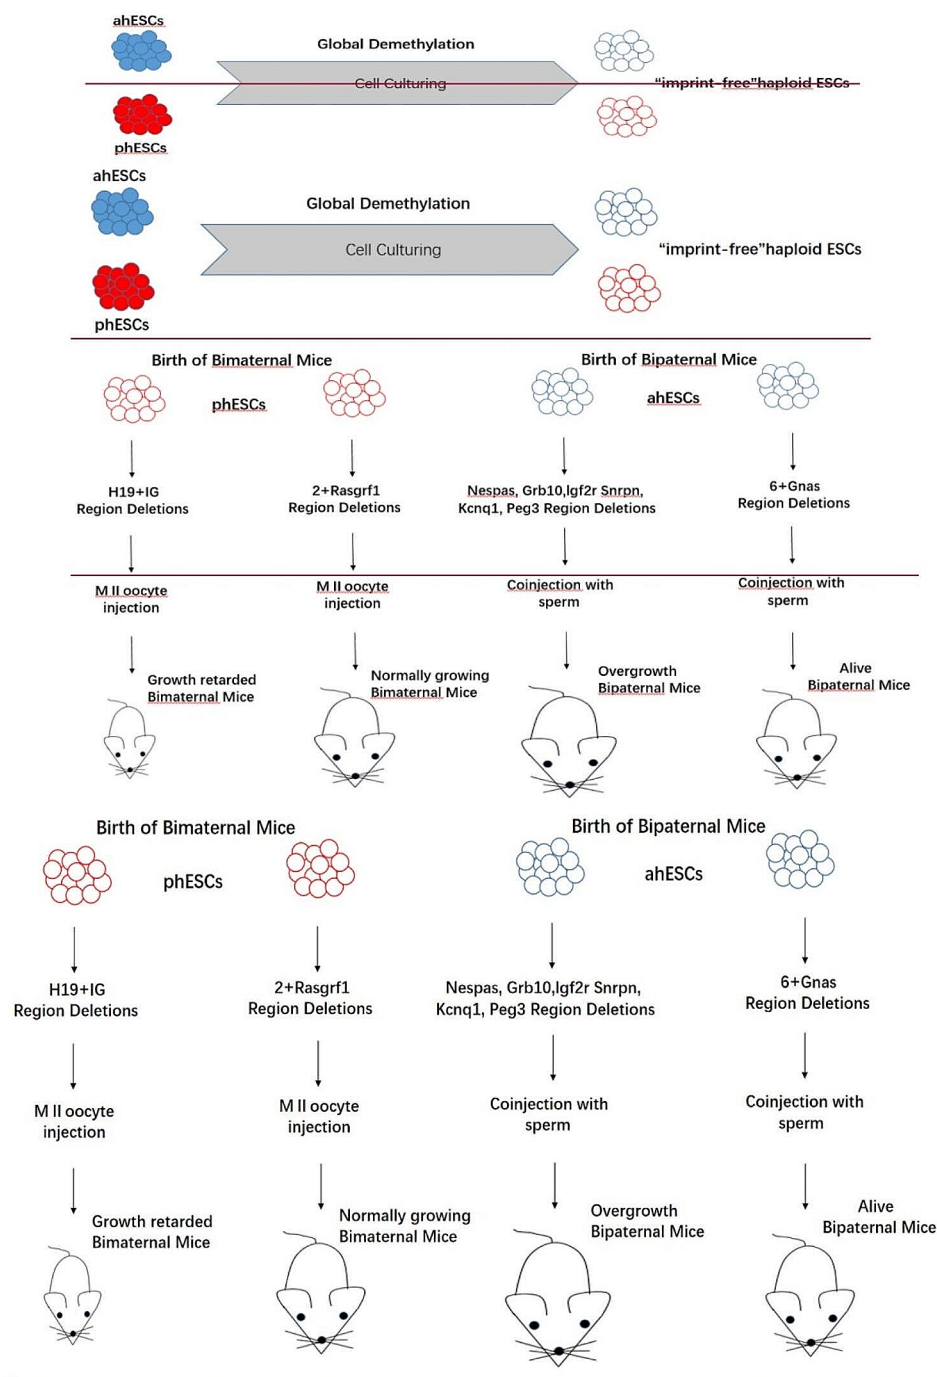 ahESCs
Global Demethylation
Cell Culturing
“imprint-free”haploid ESCs
phESCs
ahESCs
Global Demethylation
Cell Culturing
“imprint-free”haploid ESCs
phESCs
Birth of Bimaternal Mice
Birth of Bipaternal Mice
phESCs
ahESCs
H19+IG
Region Deletions
2+Rasgrf1
Region Deletions
Nespas, Grb10,Igf2r Snrpn,
Kcnq1, Peg3 Region Deletions
6+Gnas
Region Deletions
M II oocyte
injection
M II oocyte
injection
Coinjection with
sperm
Coinjection with
sperm
Growth retarded
Bimaternal Mice
Normally growing
Bimaternal Mice
Overgrowth
Bipaternal Mice
Alive
Bipaternal Mice
Birth of Bimaternal Mice
Birth of Bipaternal Mice
phESCs
ahESCs
H19+IG
Region Deletions
2+Rasgrf1
Region Deletions
Nespas, Grb10,Igf2r Snrpn,
Kcnq1, Peg3 Region Deletions
6+Gnas
Region Deletions
M II oocyte
injection
M II oocyte
injection
Coinjection with
sperm
Coinjection with
sperm
Growth retarded
Bimaternal Mice
Normally growing
Bimaternal Mice
Overgrowth
Bipaternal Mice
Alive
Bipaternal Mice